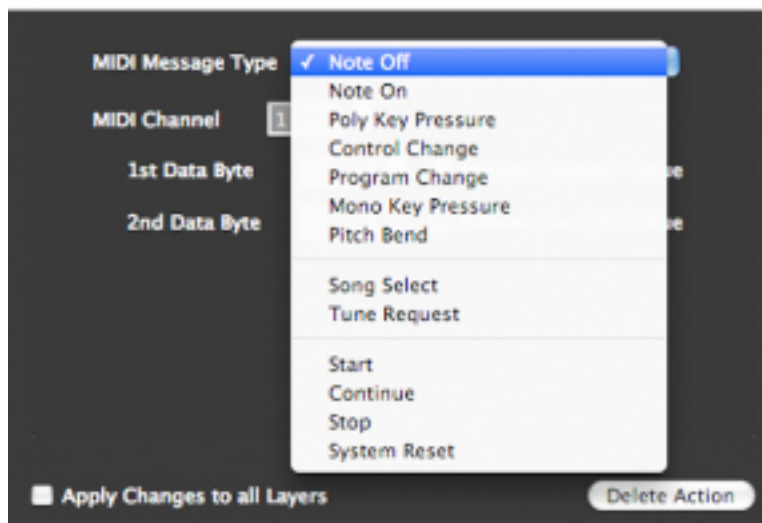 MIDI Message Type ✓ Note Off
Note On
Poly Key Pressure
MIDI Channel 1
Control Change
1st Data Byte
Program Change
Mono Key Pressure
2nd Data Byte
Pitch Bend
Song Select
Tune Request
Start
Continue
Stop
System Reset
Apply Changes to all Layers
Delete Action